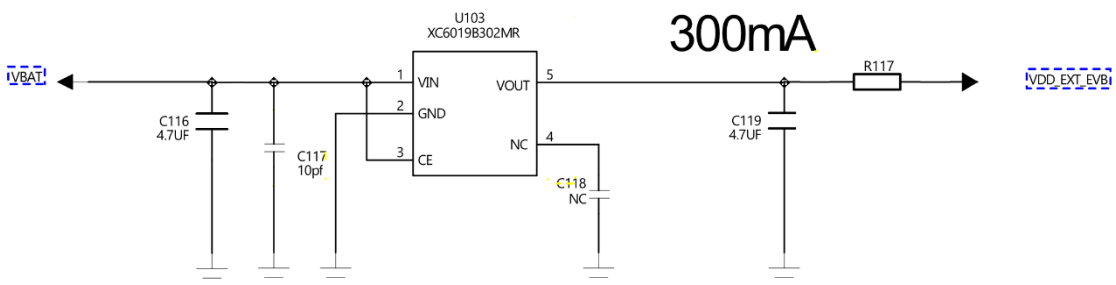 U103
XC6019B302MR
300mA
VBAT
1
VIN
VOUT
5
R117
VDD_EXT_EVB
2
GND
C116
4.7UF
C119
4.7UF
NC
4
3
CE
C117
10pf
C118
NC